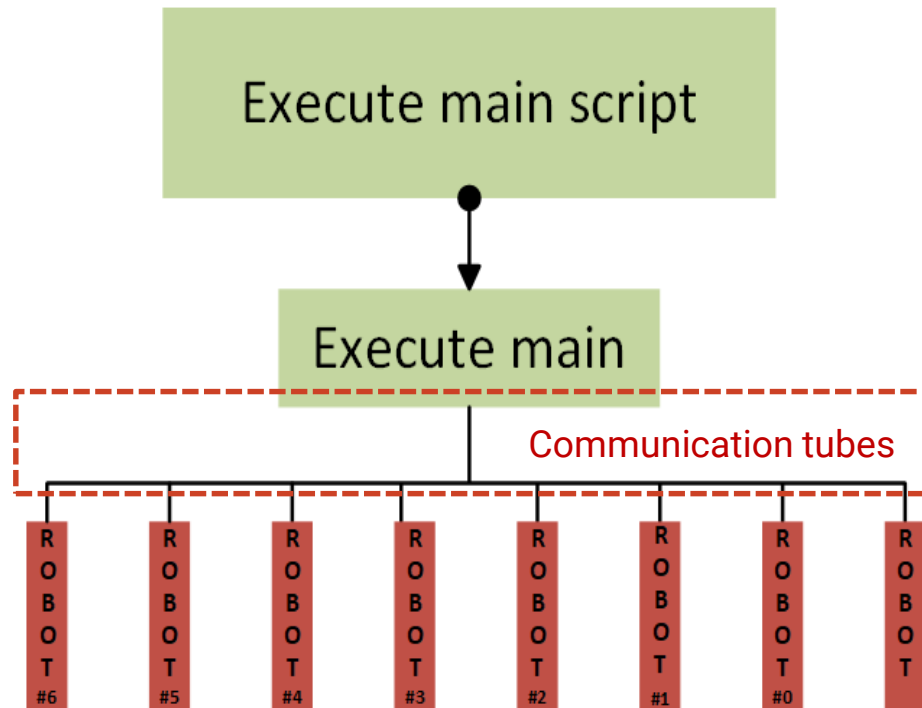 Execute main script
Execute main
Communication tubes
ROBOT #6
ROBOT #5
ROBOT #4
ROBOT #3
ROBOT #2
ROBOT #1
ROBOT #0
ROBOT